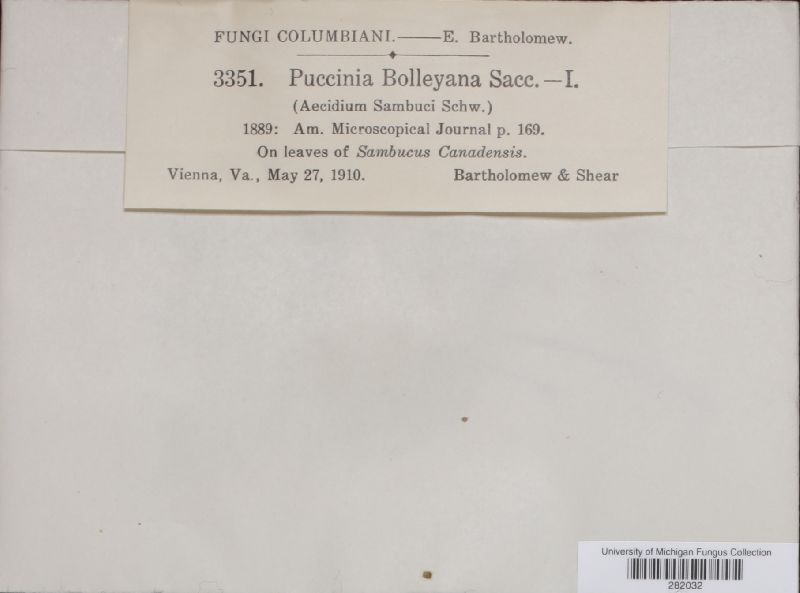 FUNGI COLUMBIANI.——E. Bartholomew.
3351. Puccinia Bolleyana Sacc.—I.
(Aecidium Sambuci Schw.)
1889: Am. Microscopical Journal p. 169.
On leaves of Sambucus Canadensis.
Vienna, Va., May 27, 1910. Bartholomew & Shear
University of Michigan Fungus Collection
282032